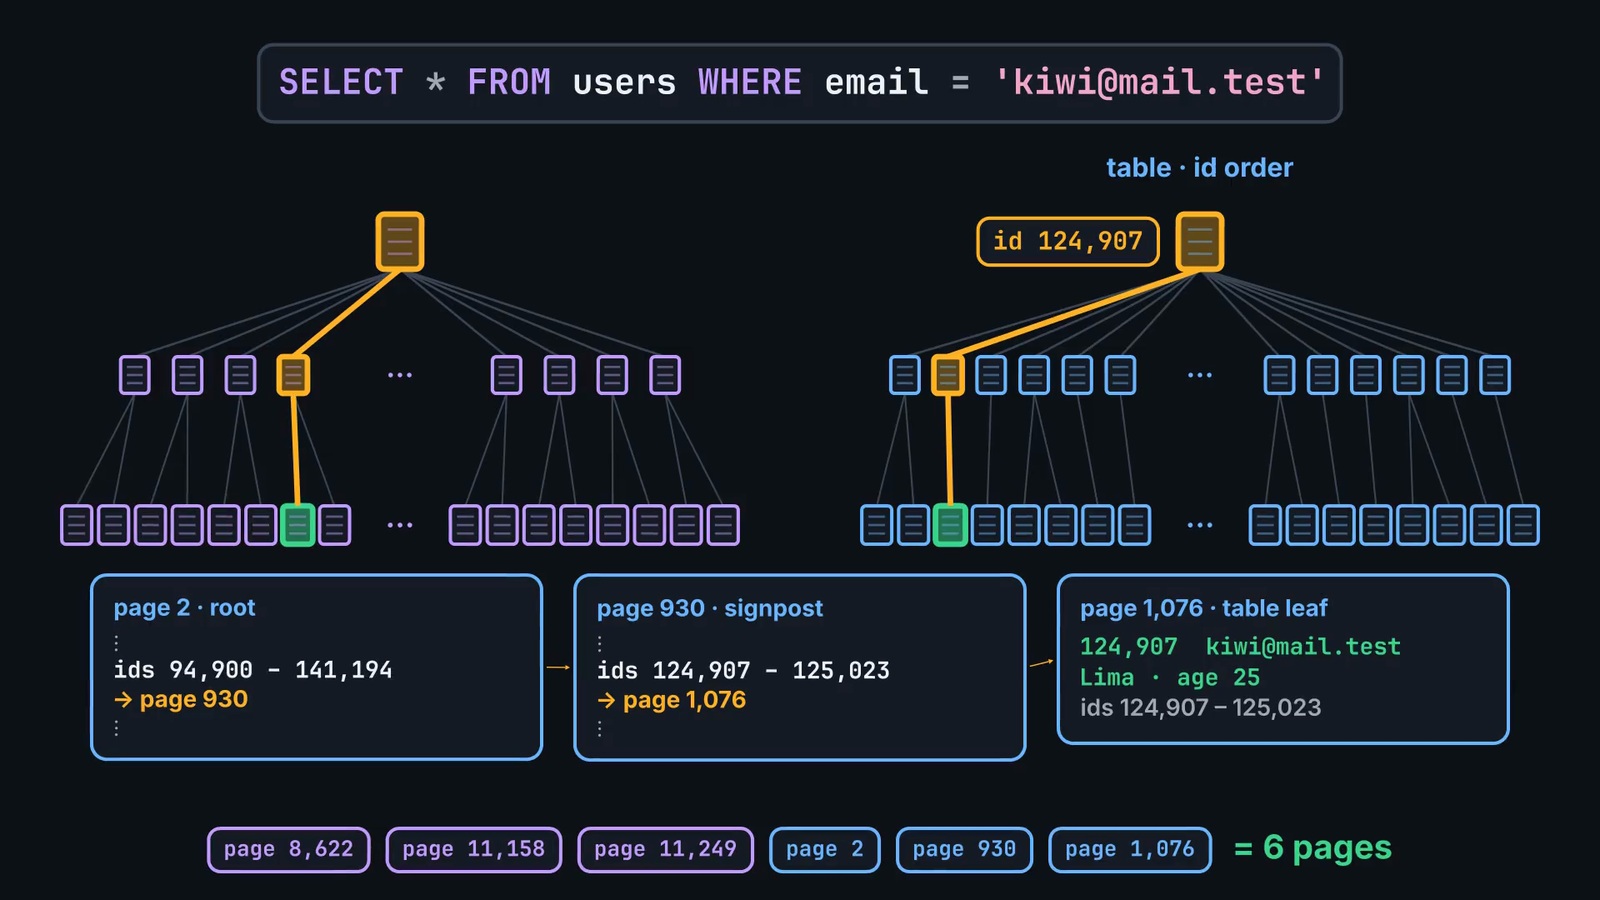 SELECT * FROM users WHERE email = 'kiwi@mail.test'
table · id order
id 124,907
...
...
...
...
page 2 · root
⋮
ids 94,900 – 141,194
→ page 930
⋮
page 930 · signpost
⋮
ids 124,907 – 125,023
→ page 1,076
⋮
page 1,076 · table leaf
124,907 kiwi@mail.test
Lima · age 25
ids 124,907 – 125,023
page 8,622 page 11,158 page 11,249 page 2 page 930 page 1,076 = 6 pages